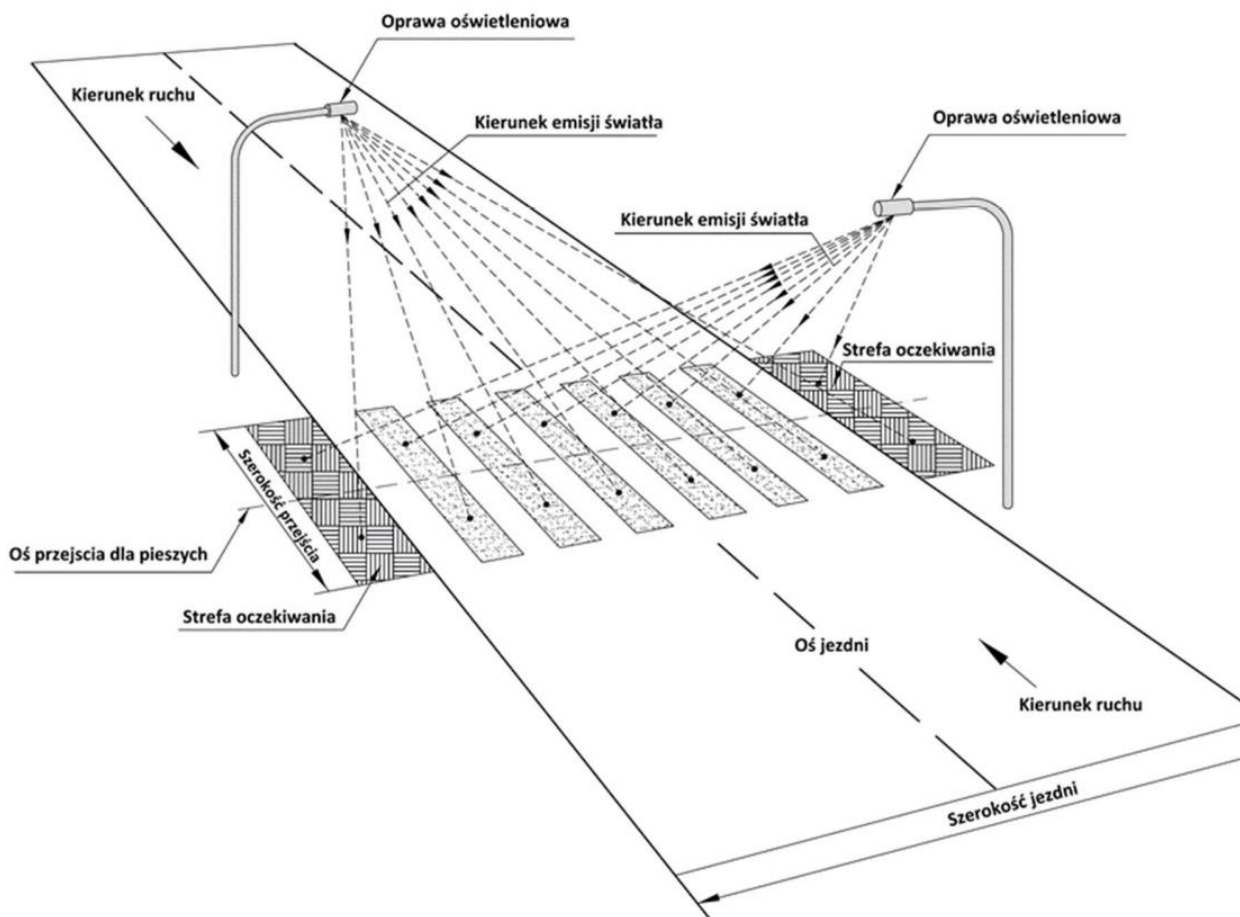 Oprawa oświetleniowa
Kierunek ruchu
Kierunek emisji światła
Oprawa oświetleniowa
Kierunek emisji światła
Strefa oczekiwania
Szerokość przejścia
Oś przejscia dla pieszych
Strefa oczekiwania
Oś jezdni
Kierunek ruchu
Szerokość jezdni